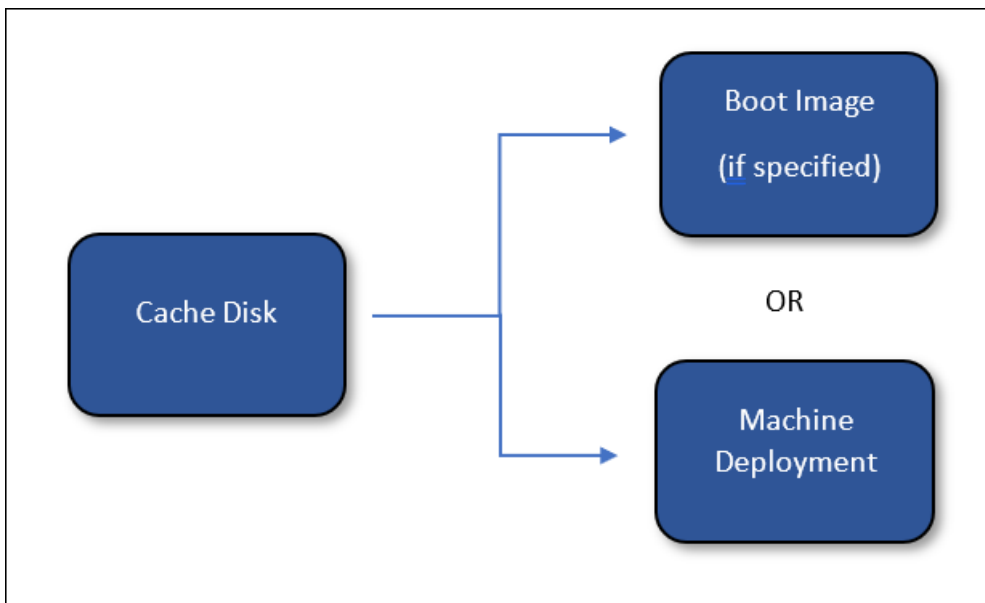 Cache Disk
Boot Image
(if specified)
OR
Machine
Deployment